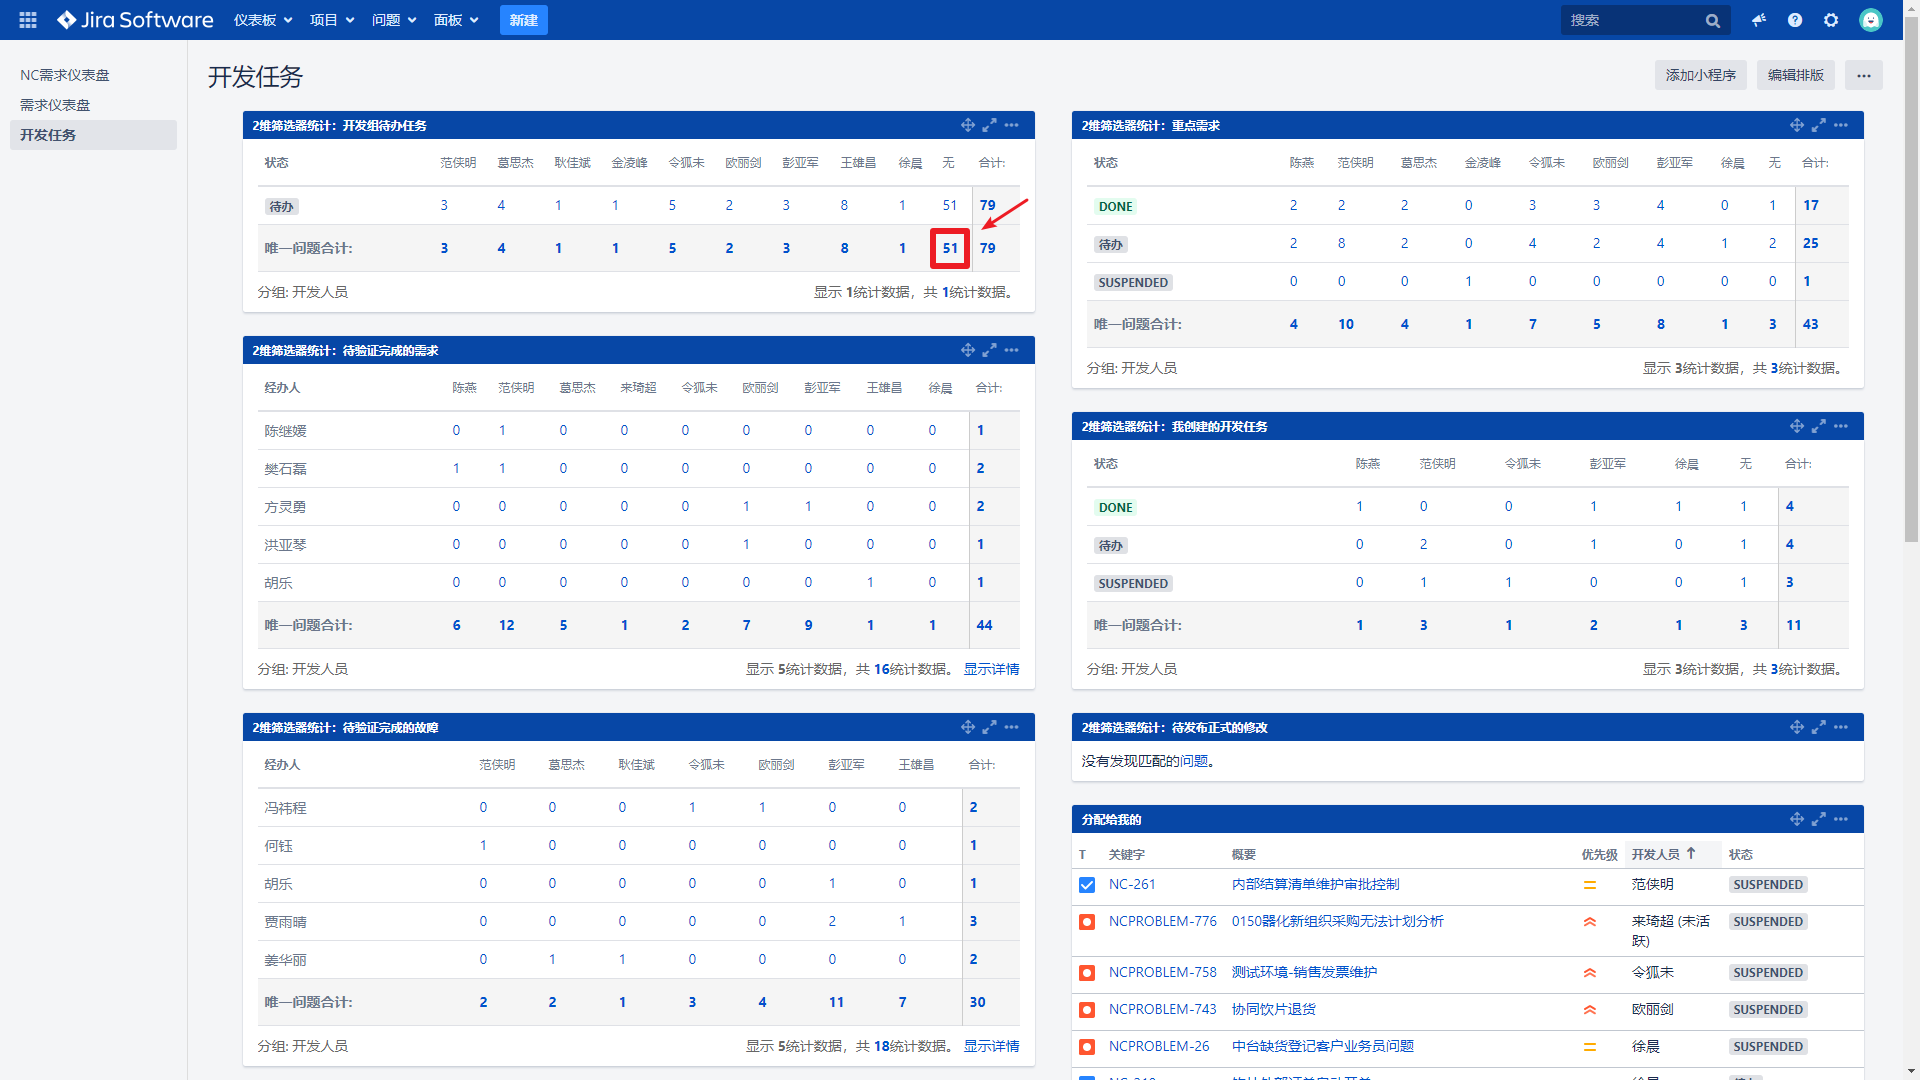 Jira Software 仪表板 项目 问题 面板 新建 搜索
NC需求仪表盘
需求仪表盘
开发任务
开发任务
添加小程序 编辑排版
2维筛选器统计：开发组待办任务
状态 范侠明 葛思杰 耿佳斌 金凌峰 令狐未 欧丽剑 彭亚军 王雄昌 徐晨 无 合计:
待办 3 4 1 1 5 2 3 8 1 51 79
唯一问题合计: 3 4 1 1 5 2 3 8 1 51 79
分组: 开发人员 显示 1统计数据，共 1统计数据。
2维筛选器统计：待验证完成的需求
经办人 陈燕 范侠明 葛思杰 来琦超 令狐未 欧丽剑 彭亚军 王雄昌 徐晨 合计:
陈继媛 0 1 0 0 0 0 0 0 0 1
樊石磊 1 1 0 0 0 0 0 0 0 2
方灵勇 0 0 0 0 0 1 1 0 0 2
洪亚琴 0 0 0 0 0 1 0 0 0 1
胡乐 0 0 0 0 0 0 0 1 0 1
唯一问题合计: 6 12 5 1 2 7 9 1 1 44
分组: 开发人员 显示 5统计数据，共 16统计数据。 显示详情
2维筛选器统计：待验证完成的故障
经办人 范侠明 葛思杰 耿佳斌 令狐未 欧丽剑 彭亚军 王雄昌 合计:
冯祎程 0 0 0 1 1 0 0 2
何钰 1 0 0 0 0 0 0 1
胡乐 0 0 0 0 0 1 0 1
贾雨晴 0 0 0 0 0 2 1 3
姜华丽 0 1 1 0 0 0 0 2
唯一问题合计: 2 2 1 3 4 11 7 30
分组: 开发人员 显示 5统计数据，共 18统计数据。 显示详情
2维筛选器统计：重点需求
状态 陈燕 范侠明 葛思杰 金凌峰 令狐未 欧丽剑 彭亚军 徐晨 无 合计:
DONE 2 2 2 0 3 3 4 0 1 17
待办 2 8 2 0 4 2 4 1 2 25
SUSPENDED 0 0 0 1 0 0 0 0 0 1
唯一问题合计: 4 10 4 1 7 5 8 1 3 43
分组: 开发人员 显示 3统计数据，共 3统计数据。
2维筛选器统计：我创建的开发任务
状态 陈燕 范侠明 令狐未 彭亚军 徐晨 无 合计:
DONE 1 0 0 1 1 1 4
待办 0 2 0 1 0 1 4
SUSPENDED 0 1 1 0 0 1 3
唯一问题合计: 1 3 1 2 1 3 11
分组: 开发人员 显示 3统计数据，共 3统计数据。
2维筛选器统计：待发布正式的修改
没有发现匹配的问题。
分配给我的
T 关键字 概要 优先级 开发人员 ↑ 状态
NC-261 内部结算清单维护审批控制 范侠明 SUSPENDED
NCPROBLEM-776 0150器化新组织采购无法计划分析 来琦超 (未活
跃) SUSPENDED
NCPROBLEM-758 测试环境-销售发票维护 令狐未 SUSPENDED
NCPROBLEM-743 协同饮片退货 欧丽剑 SUSPENDED
NCPROBLEM-26 中台缺货登记客户业务员问题 徐晨 SUSPENDED